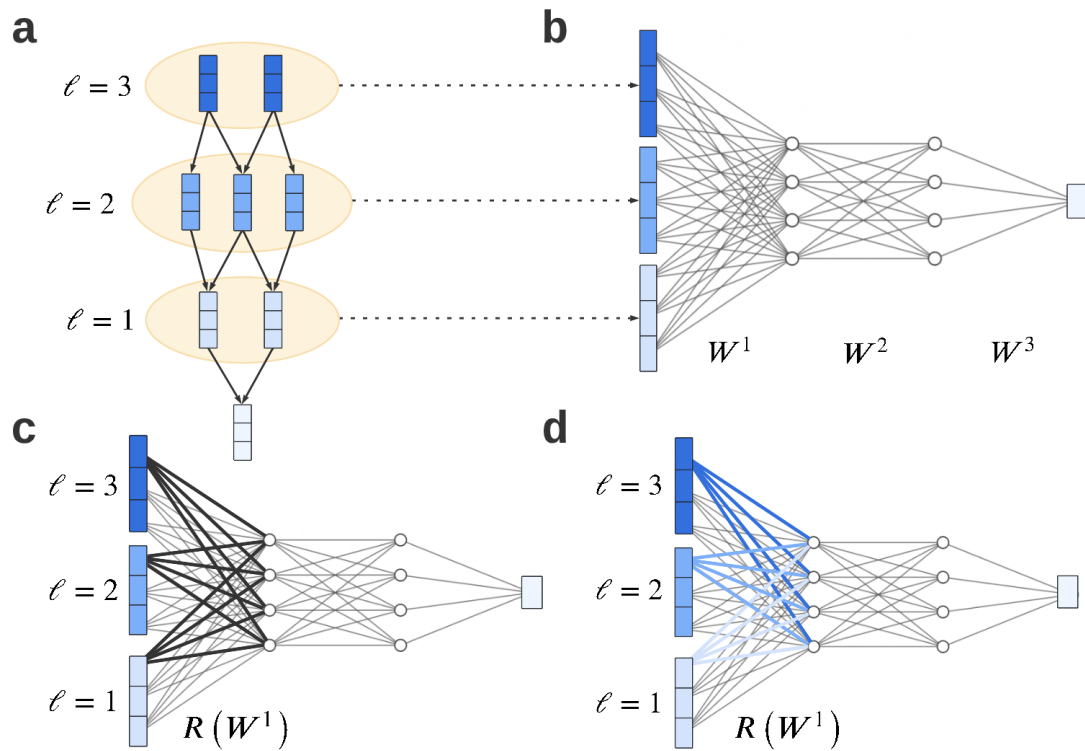 a
ℓ = 3
ℓ = 2
ℓ = 1
b
W¹ W² W³
c
ℓ = 3
ℓ = 2
ℓ = 1
R (W¹)
d
ℓ = 3
ℓ = 2
ℓ = 1
R (W¹)